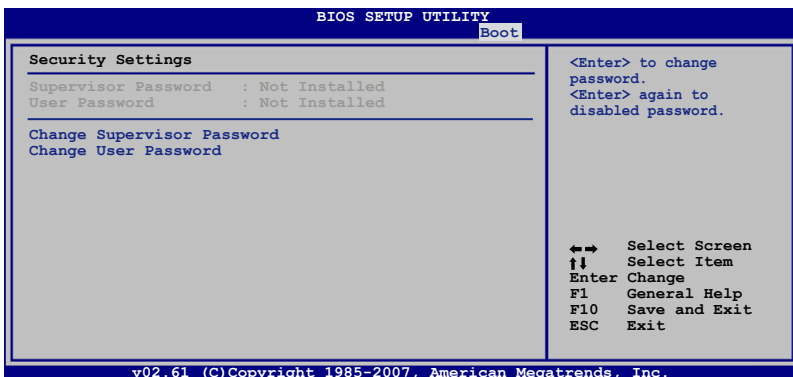 BIOS SETUP UTILITY
Boot
Security Settings
Supervisor Password : Not Installed
User Password : Not Installed
Change Supervisor Password
Change User Password
<Enter> to change
password.
<Enter> again to
disabled password.
←→ Select Screen
↑↓ Select Item
Enter Change
F1 General Help
F10 Save and Exit
ESC Exit
v02.61 (C)Copyright 1985-2007, American Megatrends, Inc.